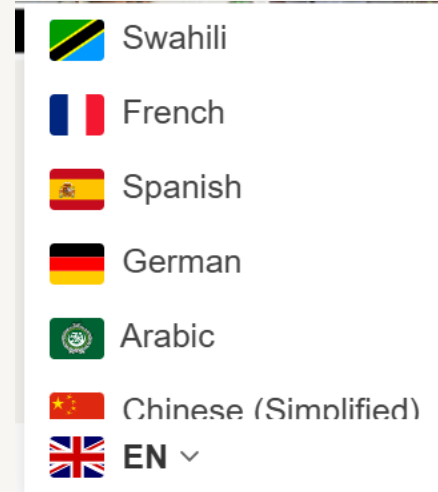 Swahili
French
Spanish
German
Arabic
Chinese (Simplified)
EN